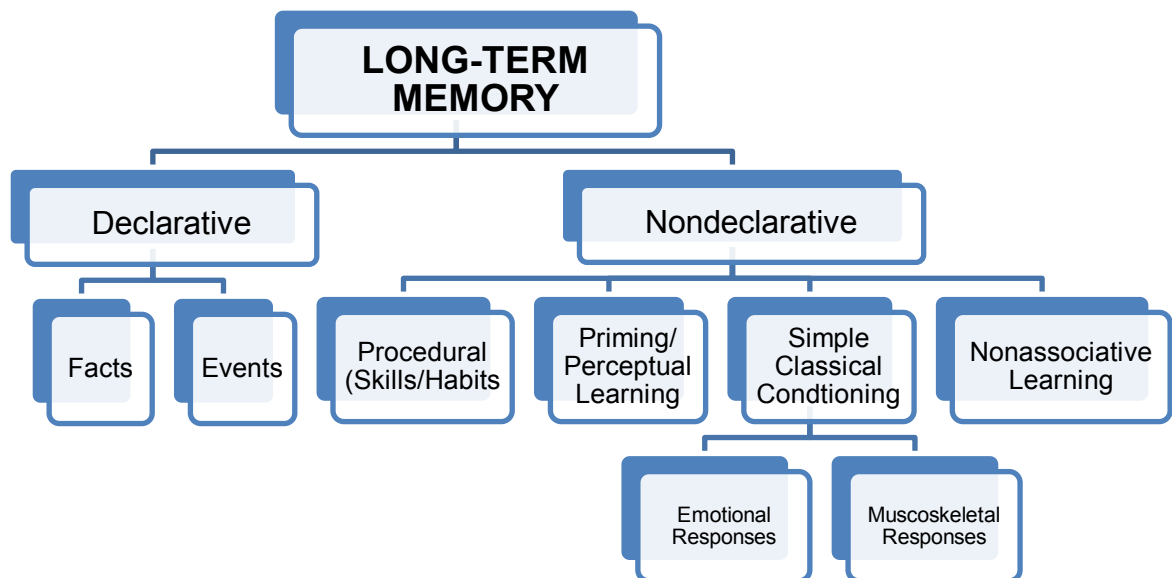 LONG-TERM
MEMORY
Declarative
Nondeclarative
Facts
Events
Procedural
(Skills/Habits
Priming/
Perceptual
Learning
Simple
Classical
Condtioning
Nonassociative
Learning
Emotional
Responses
Muscoskeletal
Responses